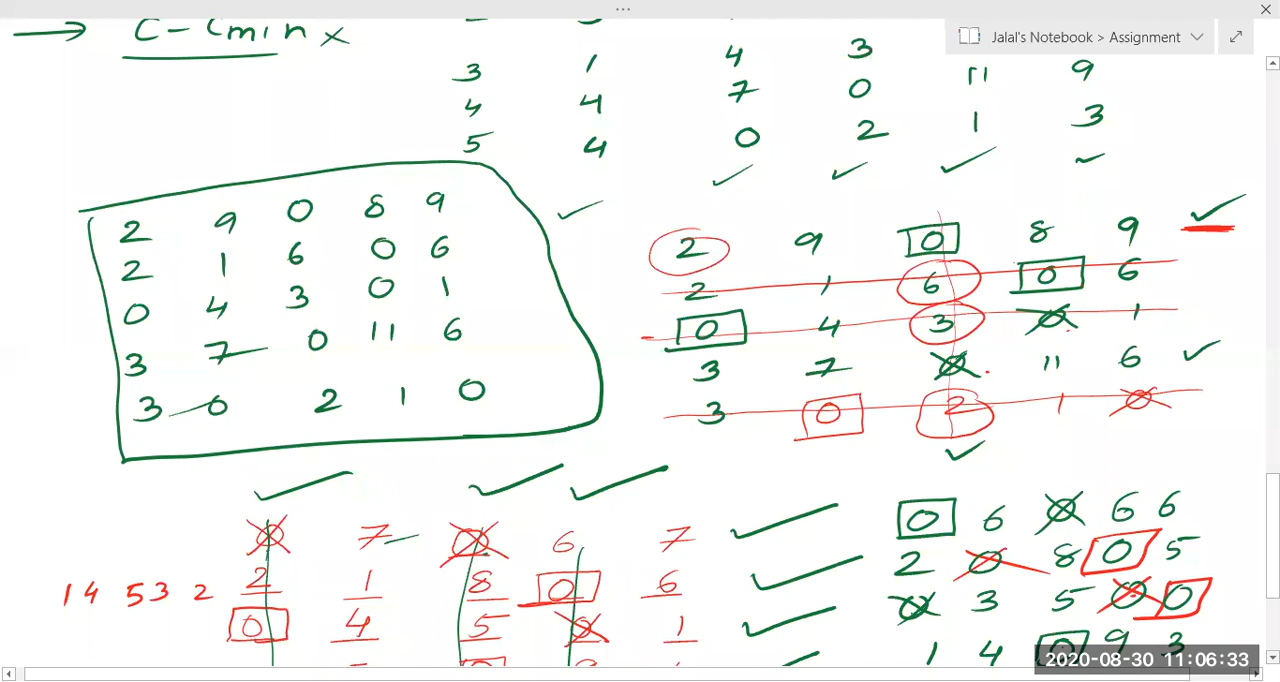 → C - Cmin x
Jalal's Notebook > Assignment
3 1 4 3
4 4 7 0 11 9
5 4 0 2 1 3
2 9 0 8 9
2 1 6 0 6
0 4 3 0 1
3 7 0 11 6
3 0 2 1 0
2 9 0 8 9
2 1 6 0 6
0 4 3 0 1
3 7 0 11 6
3 0 2 1 0
0 7 0 6 7
2 1 8 0 6
0 4 5 0 1
14 53 2
0 6 0 6 6
2 0 8 0 5
0 3 5 0 0
1 4 0 9 3
2020-08-30 11:06:33